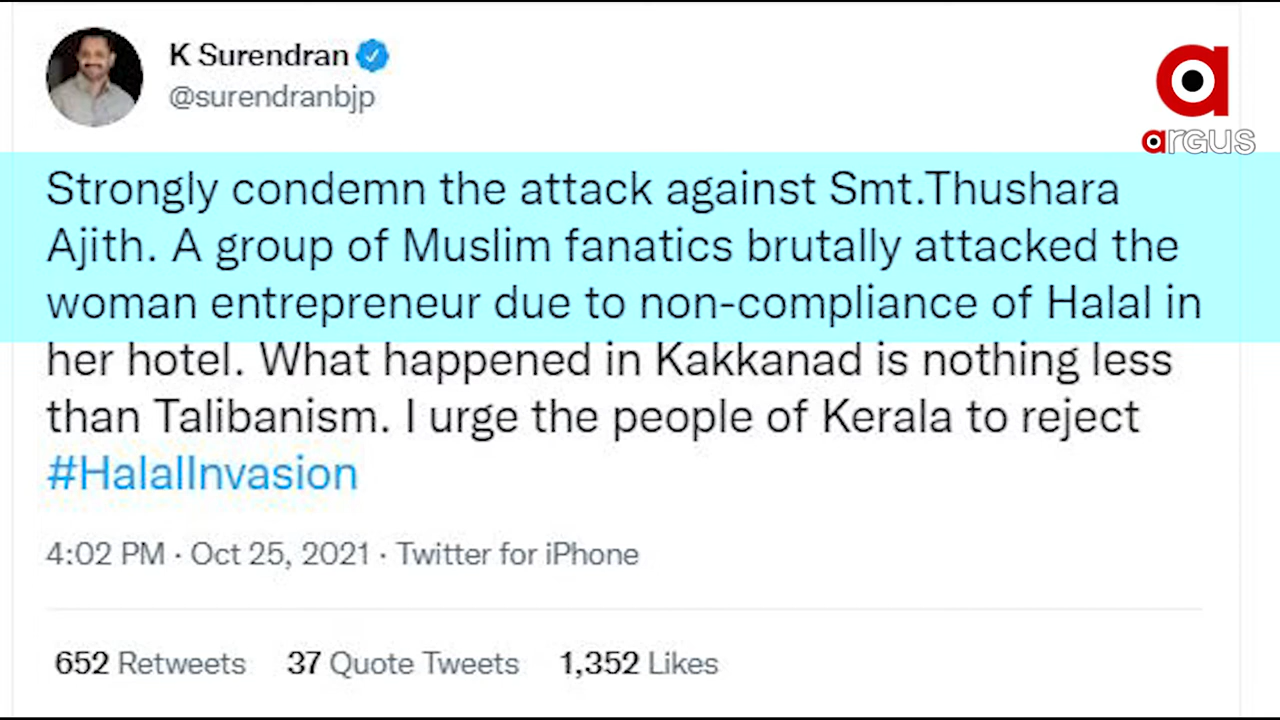 K Surendran
@surendranbjp
argus
Strongly condemn the attack against Smt.Thushara
Ajith. A group of Muslim fanatics brutally attacked the
woman entrepreneur due to non-compliance of Halal in
her hotel. What happened in Kakkanad is nothing less
than Talibanism. I urge the people of Kerala to reject
#HalalInvasion
4:02 PM · Oct 25, 2021 · Twitter for iPhone
652 Retweets 37 Quote Tweets 1,352 Likes